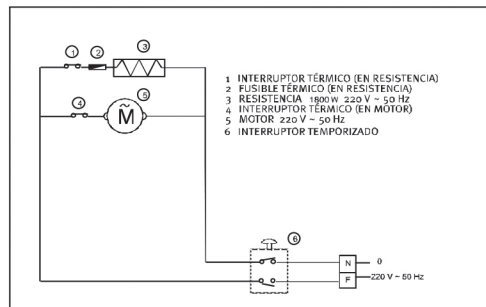 1 2 3
1 INTERRUPTOR TÉRMICO (EN RESISTENCIA)
2 FUSIBLE TÉRMICO (EN RESISTENCIA)
3 RESISTENCIA 1800W 220 V ~ 50 Hz
4 INTERRUPTOR TÉRMICO (EN MOTOR)
5 MOTOR 220 V ~ 50 Hz
6 INTERRUPTOR TEMPORIZADO
4 5
M̃
6
N 0
F 220 V ~ 50 Hz